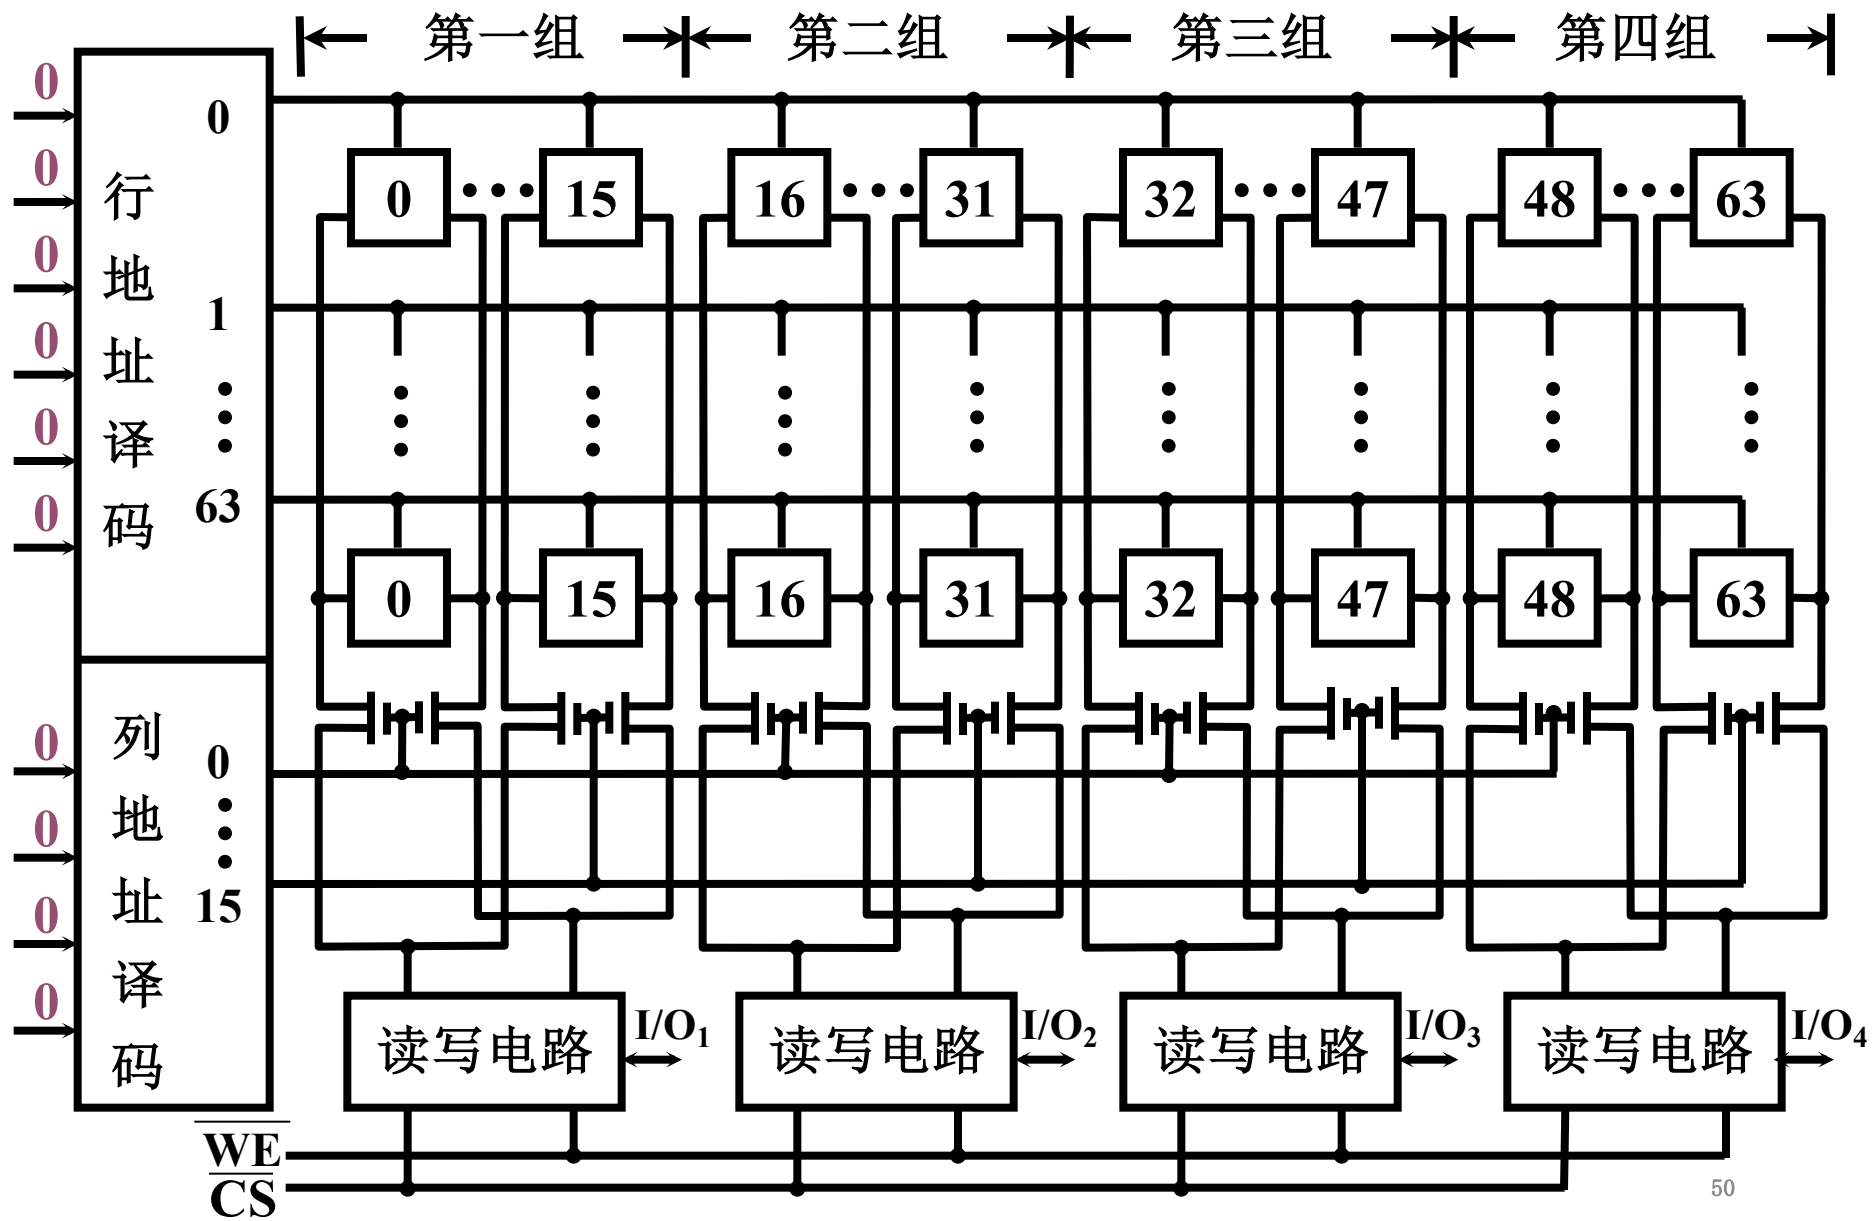 第一组 第二组 第三组 第四组
0 0 0 0 0 0
行地址译码
0
1
63
0 15 16 31 32 47 48 63
0 15 16 31 32 47 48 63
0 0 0 0
列地址译码
0
15
读写电路 I/O1 读写电路 I/O2 读写电路 I/O3 读写电路 I/O4
WE
CS
50